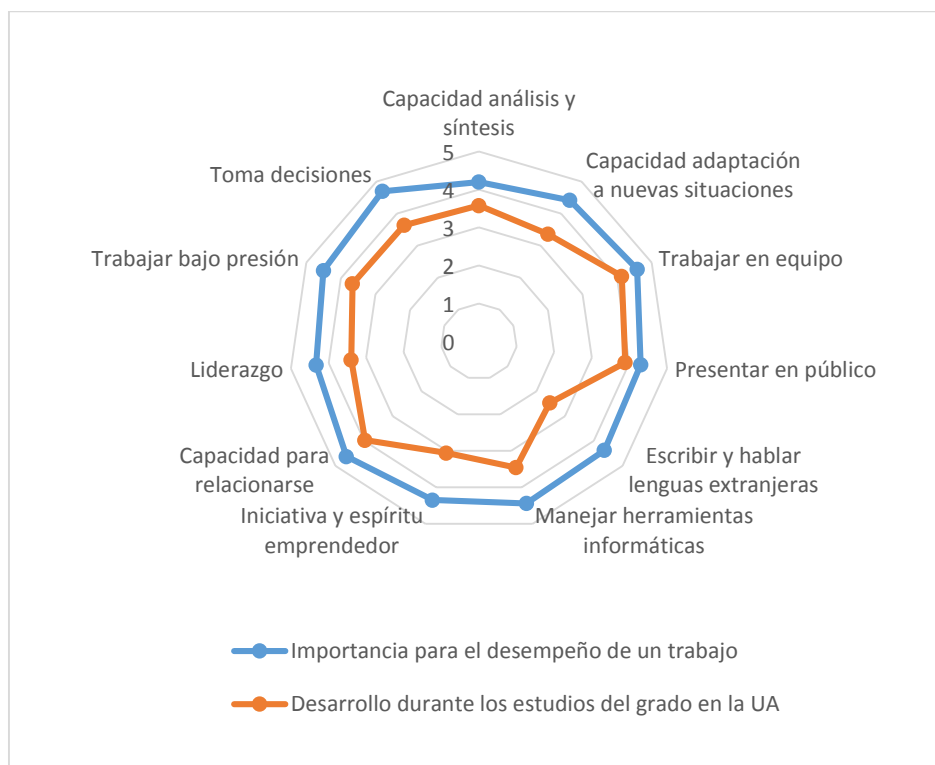 Capacidad análisis y
síntesis
Capacidad adaptación
a nuevas situaciones
Trabajar en equipo
Presentar en público
Escribir y hablar
lenguas extranjeras
Manejar herramientas
informáticas
Iniciativa y espíritu
emprendedor
Capacidad para
relacionarse
Liderazgo
Trabajar bajo presión
Toma decisiones
5
4
3
2
1
0
Importancia para el desempeño de un trabajo
Desarrollo durante los estudios del grado en la UA